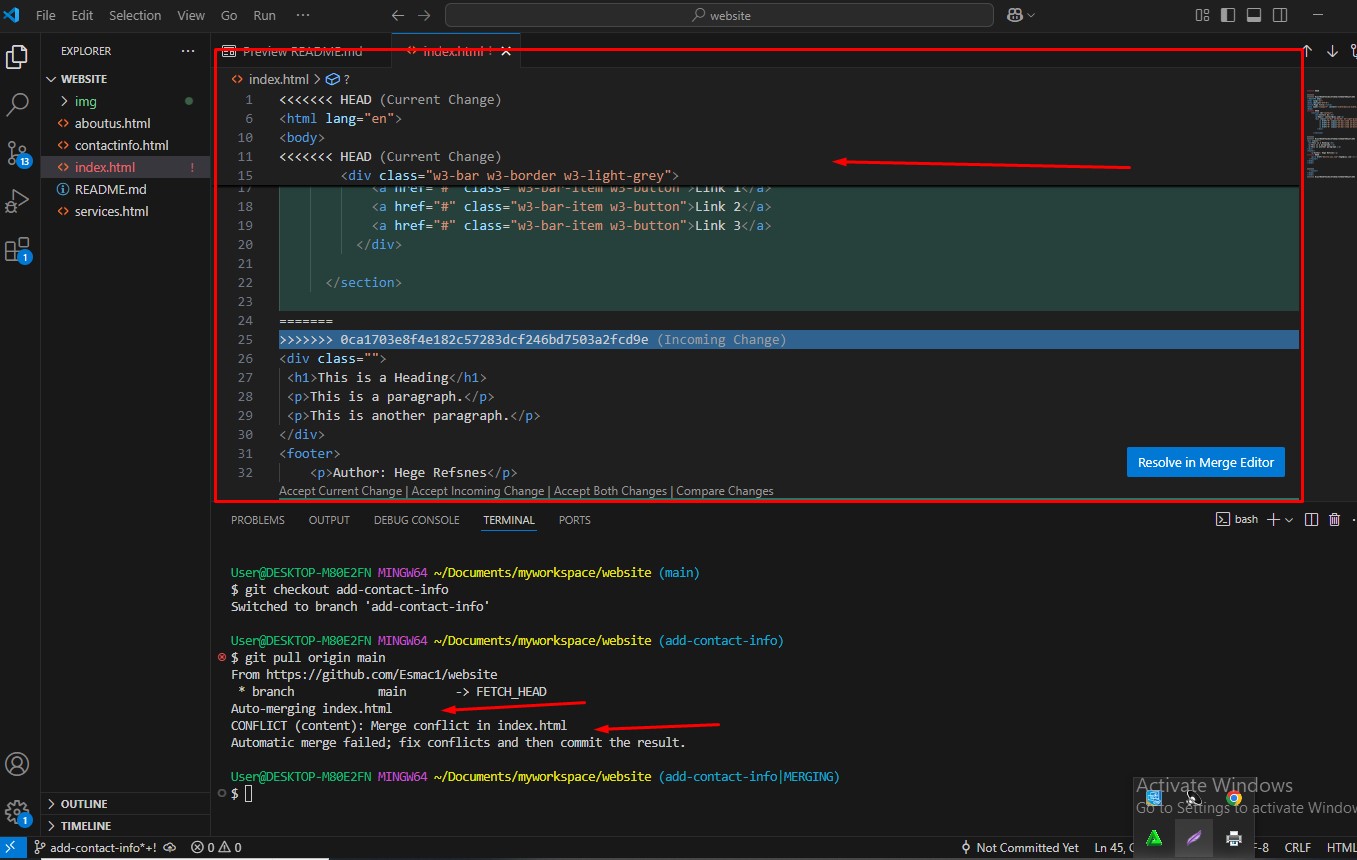 File Edit Selection View Go Run ···
website
EXPLORER ···
WEBSITE
img
aboutus.html
contactinfo.html
index.html !
README.md
services.html
13
1
1
OUTLINE
TIMELINE
Preview README.md
index.html !
index.html > ?
1 <<<<<<< HEAD (Current Change)
6 <html lang="en">
10 <body>
11 <<<<<<< HEAD (Current Change)
15 <div class="w3-bar w3-border w3-light-grey">
17 <a href="#" class="w3-bar-item w3-button">Link 1</a>
18 <a href="#" class="w3-bar-item w3-button">Link 2</a>
19 <a href="#" class="w3-bar-item w3-button">Link 3</a>
20 </div>
21
22 </section>
23
24 =======
25 >>>>>>> 0ca1703e8f4e182c57283dcf246bd7503a2fcd9e (Incoming Change)
26 <div class="">
27 <h1>This is a Heading</h1>
28 <p>This is a paragraph.</p>
29 <p>This is another paragraph.</p>
30 </div>
31 <footer>
32 <p>Author: Hege Refsnes</p>
Accept Current Change | Accept Incoming Change | Accept Both Changes | Compare Changes
Resolve in Merge Editor
PROBLEMS OUTPUT DEBUG CONSOLE TERMINAL PORTS
bash
User@DESKTOP-M80E2FN MINGW64 ~/Documents/myworkspace/website (main)
$ git checkout add-contact-info
Switched to branch 'add-contact-info'
User@DESKTOP-M80E2FN MINGW64 ~/Documents/myworkspace/website (add-contact-info)
$ git pull origin main
From https://github.com/Esmac1/website
* branch main -> FETCH_HEAD
Auto-merging index.html
CONFLICT (content): Merge conflict in index.html
Automatic merge failed; fix conflicts and then commit the result.
User@DESKTOP-M80E2FN MINGW64 ~/Documents/myworkspace/website (add-contact-info|MERGING)
$
Activate Windows
Go to Settings to activate Window
add-contact-info*+! 0 0
Not Committed Yet Ln 45, F-8 CRLF HTML